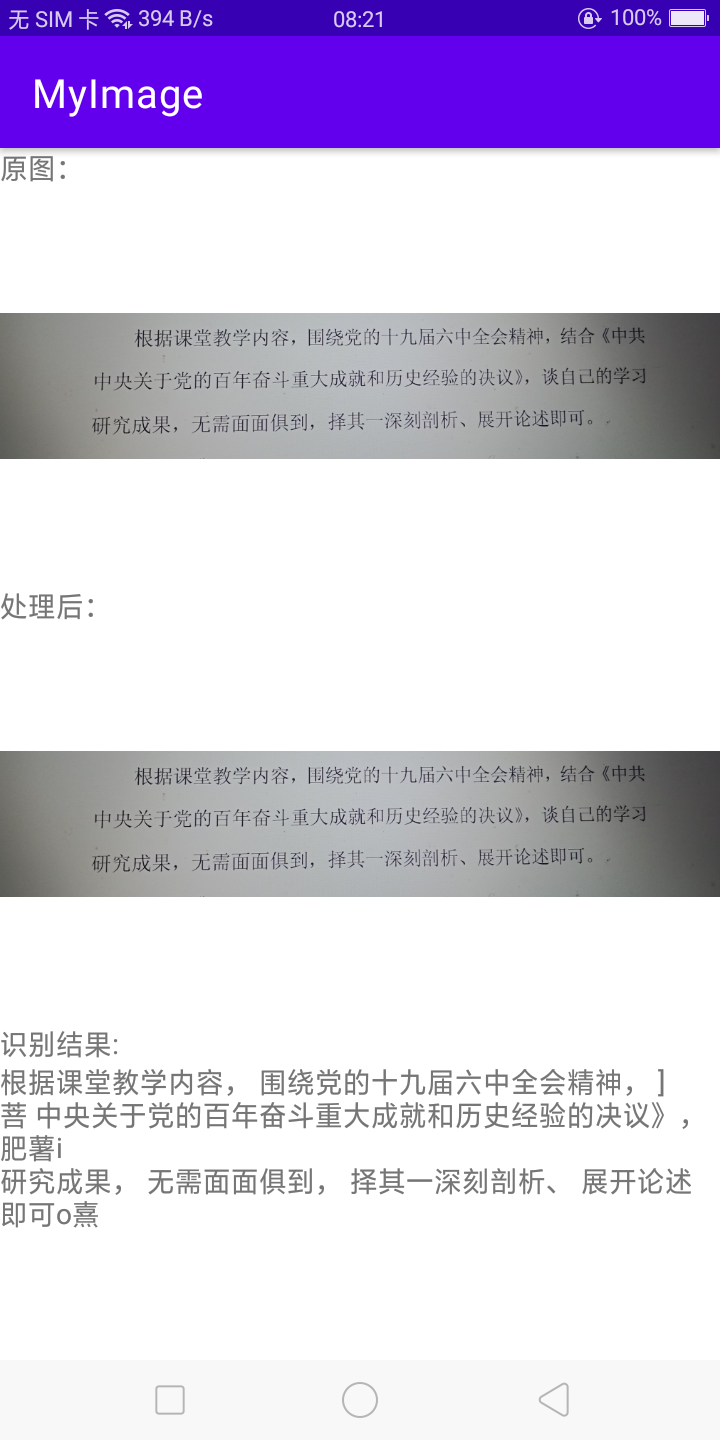 无 SIM 卡 394 B/s 08:21 100%
MyImage
原图：
根据课堂教学内容，围绕党的十九届六中全会精神，结合《中共
中央关于党的百年奋斗重大成就和历史经验的决议》，谈自己的学习
研究成果，无需面面俱到，择其一深刻剖析、展开论述即可。
处理后：
根据课堂教学内容，围绕党的十九届六中全会精神，结合《中共
中央关于党的百年奋斗重大成就和历史经验的决议》，谈自己的学习
研究成果，无需面面俱到，择其一深刻剖析、展开论述即可。
识别结果:
根据课堂教学内容， 围绕党的十九届六中全会精神， ]
菩 中央关于党的百年奋斗重大成就和历史经验的决议》，
肥薯i
研究成果， 无需面面俱到， 择其一深刻剖析、 展开论述
即可o熹